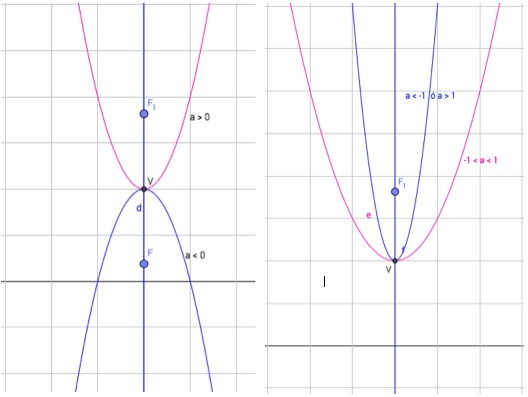 F1
a > 0
V
d
F
a < 0
a < -1 ó a > 1
-1 < a < 1
F1
e
f
V